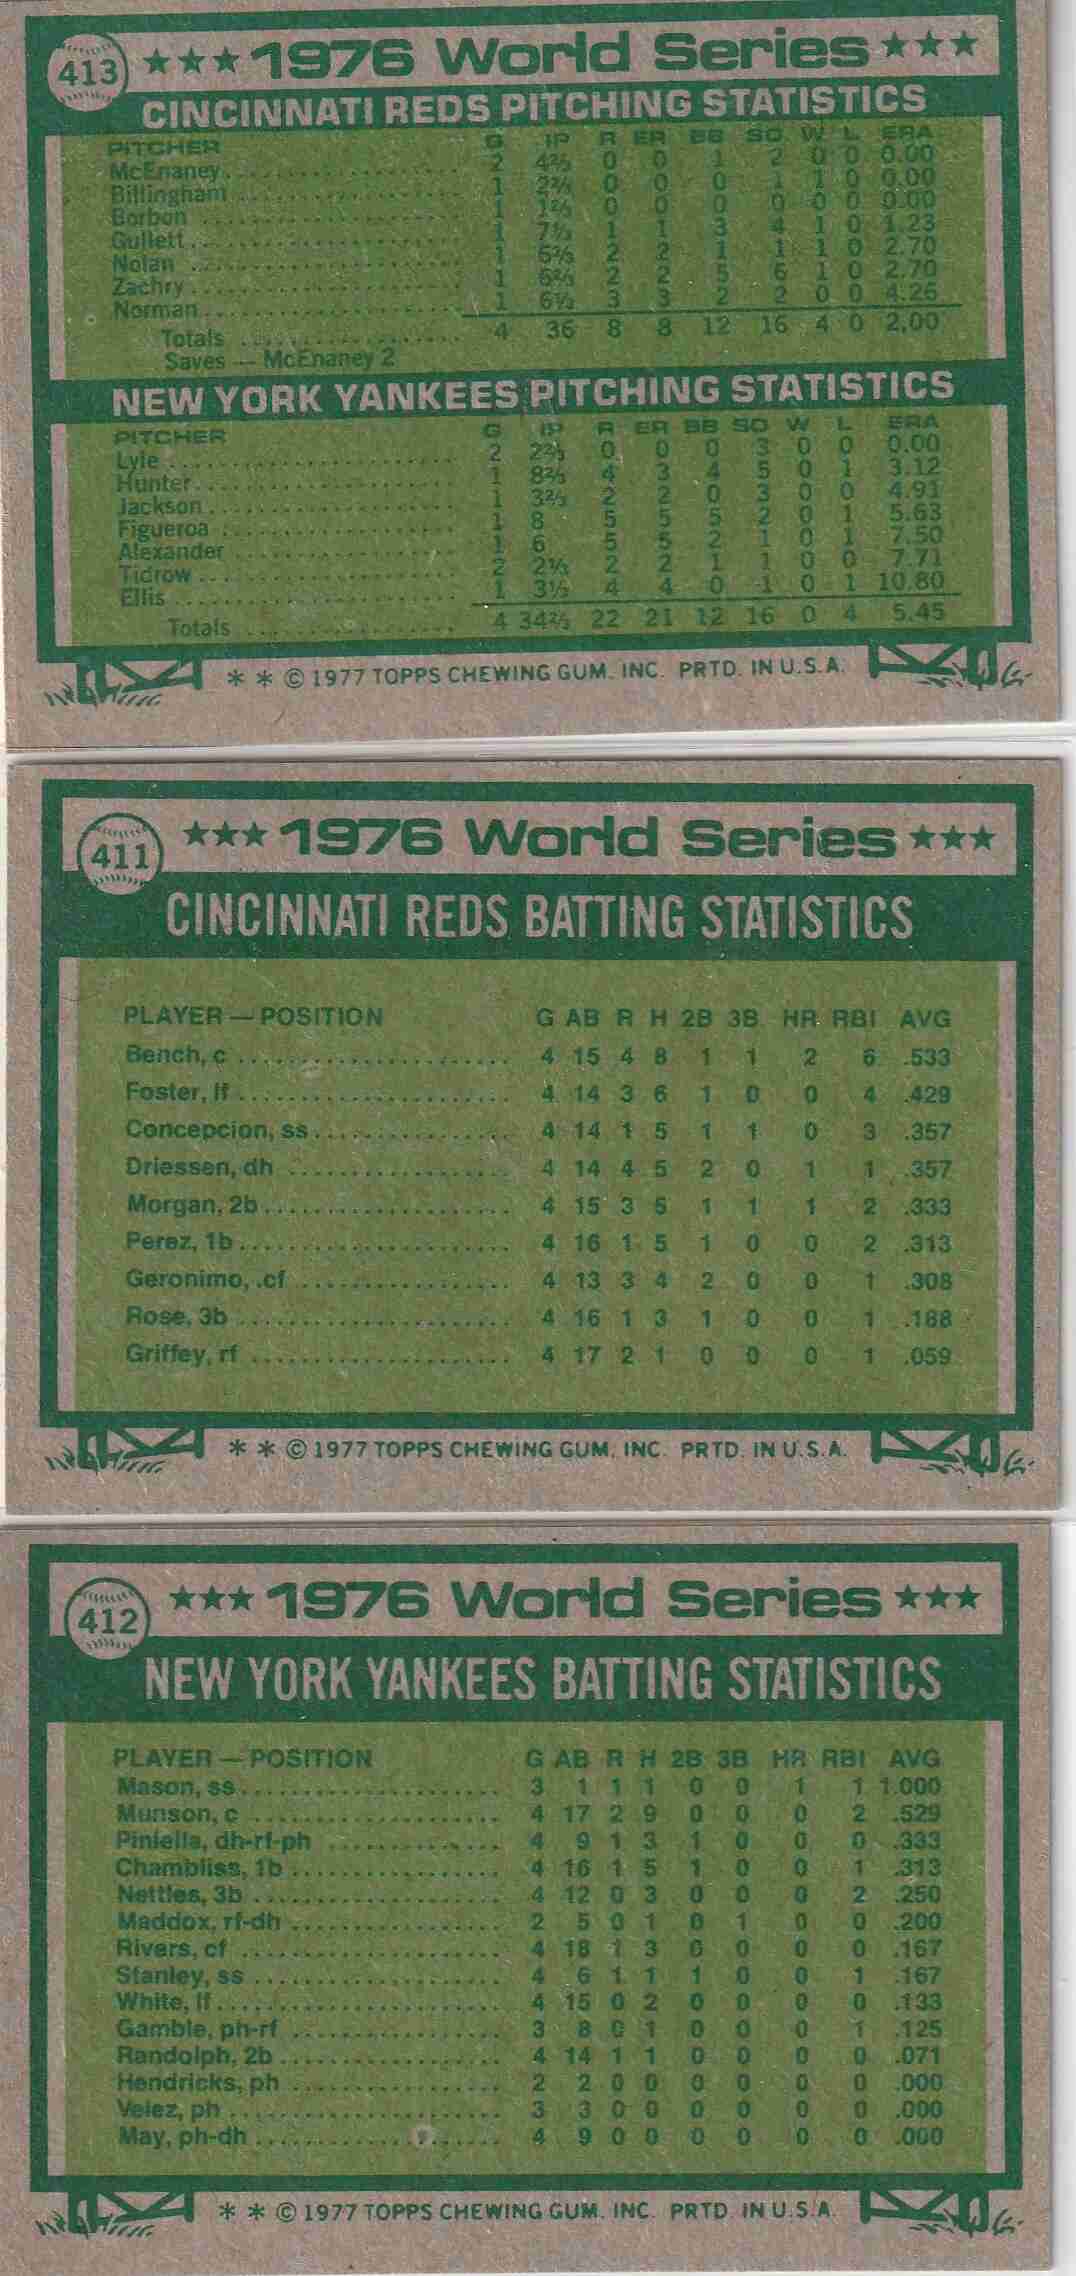 413 ★★★ 1976 World Series ★★★
CINCINNATI REDS PITCHING STATISTICS
PITCHER G IP R ER BB SO W L ERA
McEnaney 2 4⅔ 0 0 1 2 0 0 0.00
Billingham 1 2⅔ 0 0 0 1 1 0 0.00
Borbon 1 1⅔ 0 0 0 0 0 0 0.00
Gullett 1 7⅓ 1 1 3 4 1 0 1.23
Nolan 1 6⅔ 2 2 1 1 1 0 2.70
Zachry 1 6⅔ 2 2 5 6 1 0 2.70
Norman 1 6⅓ 3 3 2 2 0 0 4.26
Totals 4 36 8 8 12 16 4 0 2.00
Saves — McEnaney 2
NEW YORK YANKEES PITCHING STATISTICS
PITCHER G IP R ER BB SO W L ERA
Lyle 2 2⅔ 0 0 0 3 0 0 0.00
Hunter 1 8⅔ 4 3 4 5 0 1 3.12
Jackson 1 3⅔ 2 2 0 3 0 0 4.91
Figueroa 1 8 5 5 5 2 0 1 5.63
Alexander 1 6 5 5 2 1 0 1 7.50
Tidrow 2 2⅓ 2 2 1 1 0 0 7.71
Ellis 1 3⅓ 4 4 0 1 0 1 10.80
Totals 4 34⅔ 22 21 12 16 0 4 5.45
* * © 1977 TOPPS CHEWING GUM. INC. PRTD. IN U.S.A.
411 ★★★ 1976 World Series ★★★
CINCINNATI REDS BATTING STATISTICS
PLAYER — POSITION G AB R H 2B 3B HR RBI AVG
Bench, c 4 15 4 8 1 1 2 6 .533
Foster, lf 4 14 3 6 1 0 0 4 .429
Concepcion, ss 4 14 1 5 1 1 0 3 .357
Driessen, dh 4 14 4 5 2 0 1 1 .357
Morgan, 2b 4 15 3 5 1 1 1 2 .333
Perez, 1b 4 16 1 5 1 0 0 2 .313
Geronimo, .cf 4 13 3 4 2 0 0 1 .308
Rose, 3b 4 16 1 3 1 0 0 1 .188
Griffey, rf 4 17 2 1 0 0 0 1 .059
* * © 1977 TOPPS CHEWING GUM. INC. PRTD. IN U.S.A.
412 ★★★ 1976 World Series ★★★
NEW YORK YANKEES BATTING STATISTICS
PLAYER — POSITION G AB R H 2B 3B HR RBI AVG
Mason, ss 3 1 1 1 0 0 1 1 1.000
Munson, c 4 17 2 9 0 0 0 2 .529
Piniella, dh-rf-ph 4 9 1 3 1 0 0 0 .333
Chambliss, 1b 4 16 1 5 1 0 0 1 .313
Nettles, 3b 4 12 0 3 0 0 0 2 .250
Maddox, rf-dh 2 5 0 1 0 1 0 0 .200
Rivers, cf 4 18 1 3 0 0 0 0 .167
Stanley, ss 4 6 1 1 1 0 0 1 .167
White, lf 4 15 0 2 0 0 0 0 .133
Gamble, ph-rf 3 8 0 1 0 0 0 1 .125
Randolph, 2b 4 14 1 1 0 0 0 0 .071
Hendricks, ph 2 2 0 0 0 0 0 0 .000
Velez, ph 3 3 0 0 0 0 0 0 .000
May, ph-dh 4 9 0 0 0 0 0 0 .000
* * © 1977 TOPPS CHEWING GUM. INC. PRTD. IN U.S.A.